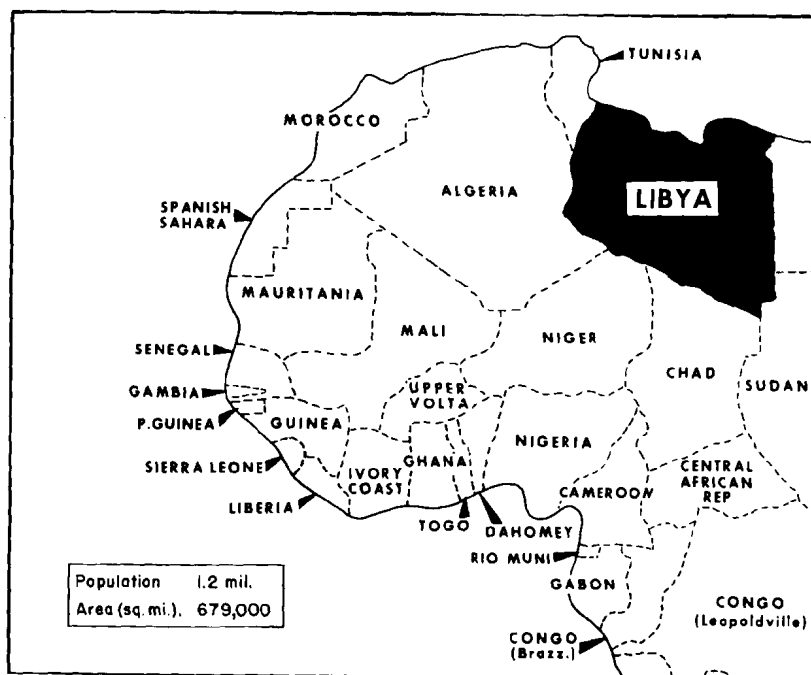 TUNISIA
MOROCCO
ALGERIA
LIBYA
SPANISH
SAHARA
MAURITANIA
MALI
NIGER
SENEGAL
CHAD
SUDAN
GAMBIA
UPPER
VOLTA
P. GUINEA
GUINEA
NIGERIA
GHANA
SIERRA LEONE
IVORY
COAST
CENTRAL
AFRICAN
REP
CAMEROON
LIBERIA
TOGO
DAHOMEY
RIO MUNI
GABON
Population 1.2 mil.
Area (sq. mi.). 679,000
CONGO
(Leopoldville)
CONGO
(Brazz.)